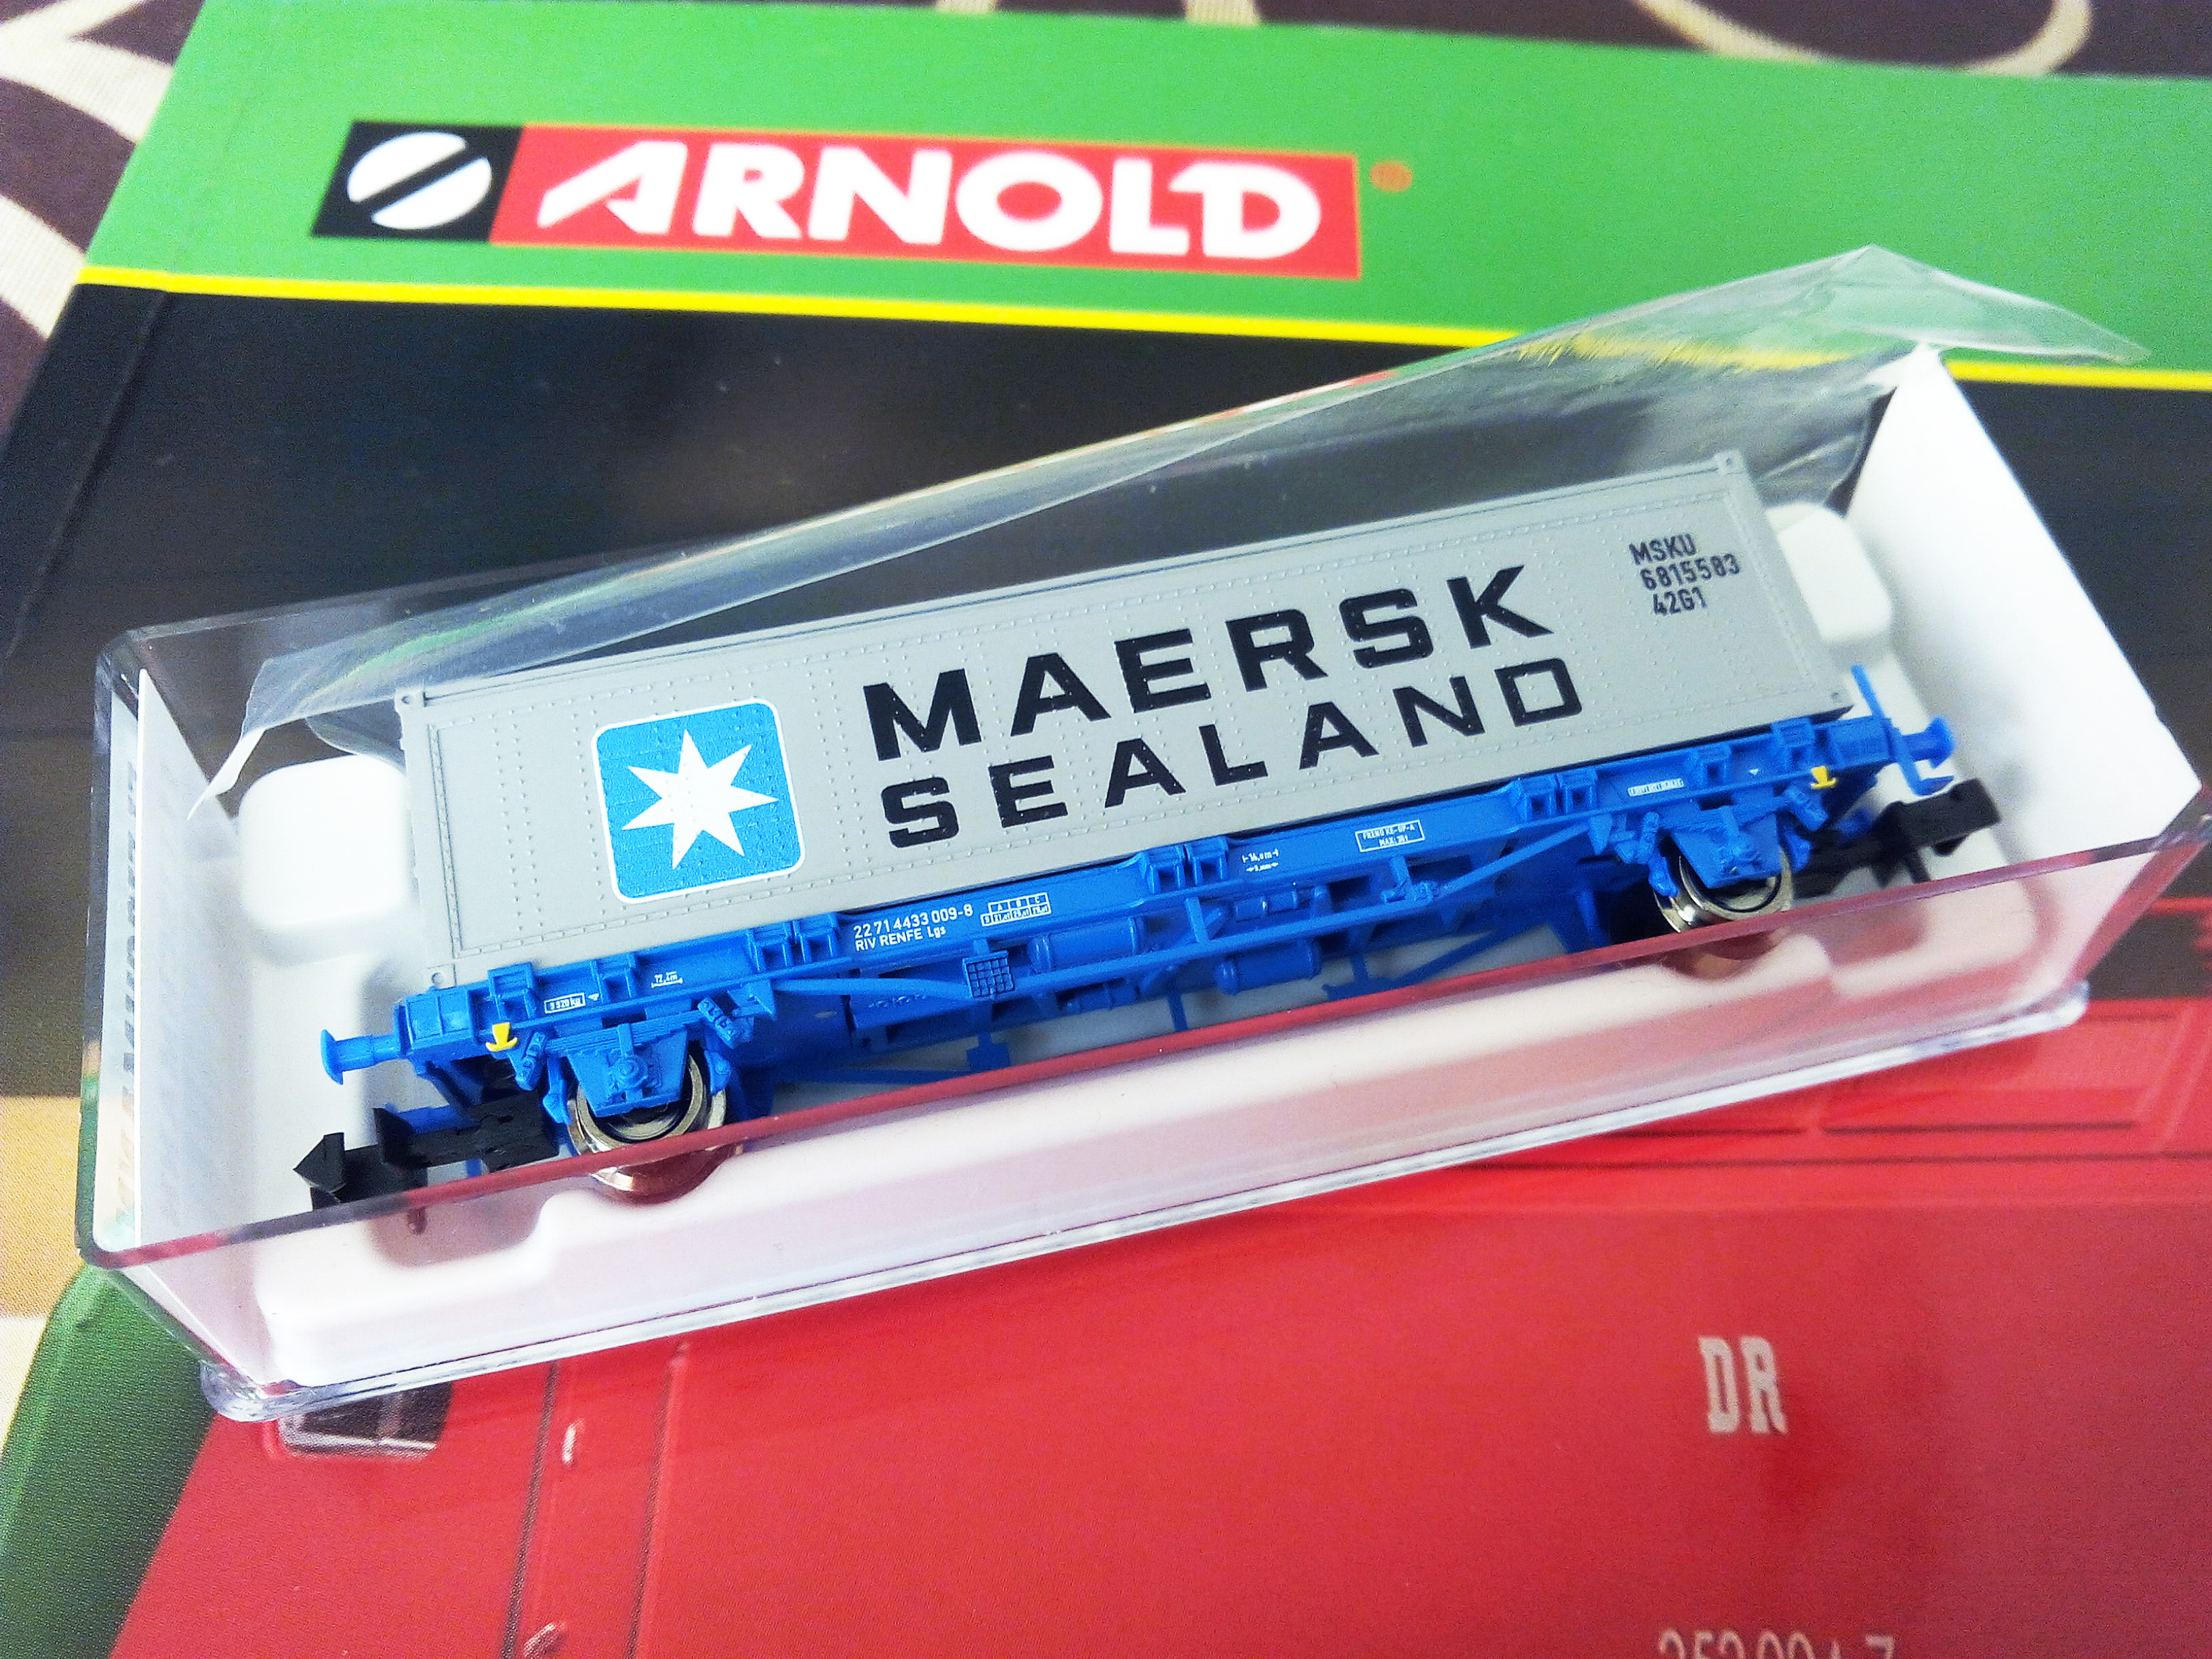 ARNOLD
MAERSK
SEALAND
MSKU
6815583
42G1
22 71 4433 009-8
RIV RENFE Lgs
A B C
DR